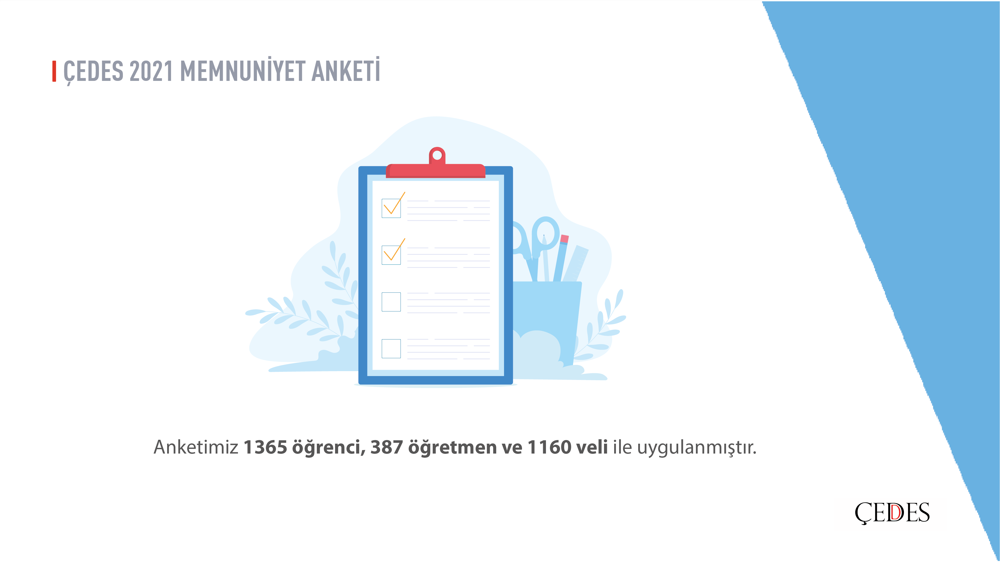 ÇEDES 2021 MEMNUNİYET ANKETİ
Anketimiz 1365 öğrenci, 387 öğretmen ve 1160 veli ile uygulanmıştır.
ÇEDES